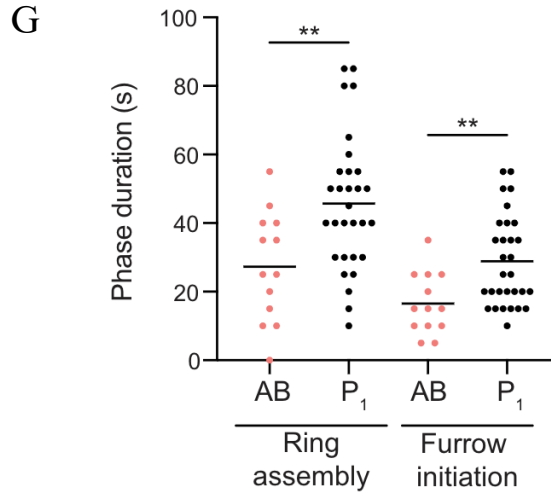 G
100
80
60
40
20
0
Phase duration (s)
** **
AB P₁ AB P₁
Ring Furrow
assembly initiation